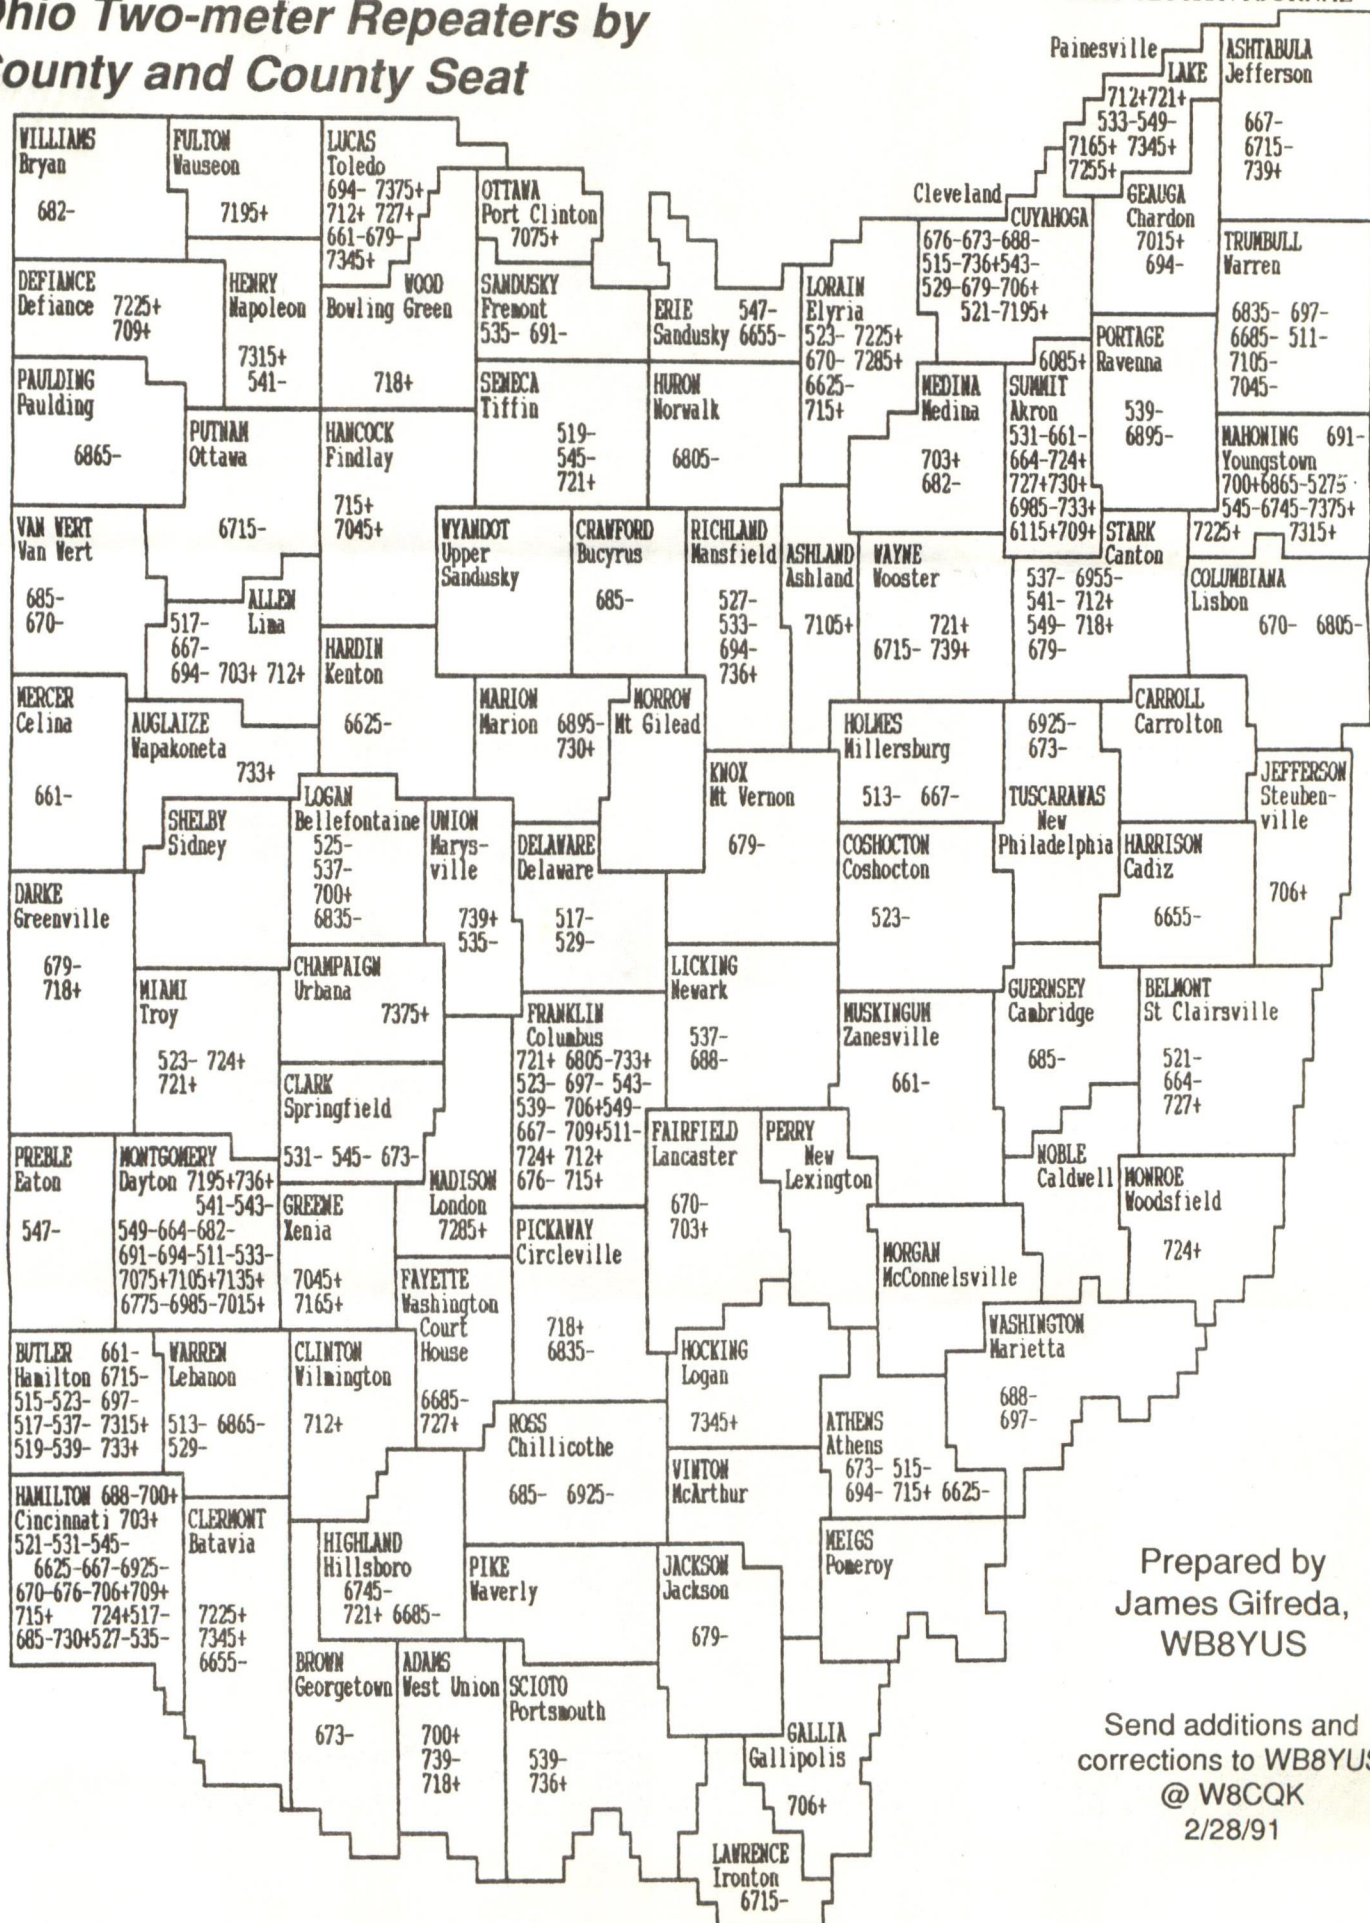 Ohio Two-meter Repeaters by
County and County Seat
WILLIAMS
Bryan
682-
FULTON
Wauseon
7195+
LUCAS
Toledo
694- 7375+
712+ 727+
661-679-
7345+
WOOD
Bowling Green
718+
OTTAWA
Port Clinton
7075+
SANDUSKY
Fremont
535- 691-
ERIE 547-
Sandusky 6655-
LORAIN
Elyria
523- 7225+
670- 7285+
6625-
715+
Cleveland
CUYAHOGA
676-673-688-
515-736+543-
529-679-706+
521-7195+
Painesville
LAKE
712+721+
533-549-
7165+ 7345+
7255+
GEAUGA
Chardon
7015+
694-
ASHTABULA
Jefferson
667-
6715-
739+
TRUMBULL
Warren
6835- 697-
6685- 511-
7105-
7045-
DEFIANCE
Defiance 7225+
709+
HENRY
Napoleon
7315+
541-
PAULDING
Paulding
6865-
PUTNAM
Ottawa
6715-
HANCOCK
Findlay
715+
7045+
SENECA
Tiffin
519-
545-
721+
HURON
Norwalk
6805-
MEDINA
Medina
703+
682-
6085+
SUMMIT
Akron
531-661-
664-724+
727+730+
6985-733+
6115+709+
PORTAGE
Ravenna
539-
6895-
MAHONING 691-
Youngstown
700+6865-5275
545-6745-7375+
7225+ 7315+
VAN WERT
Van Wert
685-
670-
ALLEN
Lima
517-
667-
694- 703+ 712+
HARDIN
Kenton
6625-
WYANDOT
Upper
Sandusky
CRAWFORD
Bucyrus
685-
RICHLAND
Mansfield
527-
533-
694-
736+
ASHLAND
Ashland
7105+
WAYNE
Wooster
721+
6715- 739+
STARK
Canton
537- 6955-
541- 712+
549- 718+
679-
COLUMBIANA
Lisbon
670- 6805-
MERCER
Celina
661-
AUGLAIZE
Wapakoneta
733+
MARION
Marion 6895-
730+
MORROW
Mt Gilead
KNOX
Mt Vernon
679-
HOLMES
Millersburg
513- 667-
6925-
673-
TUSCARAWAS
New
Philadelphia
CARROLL
Carrolton
JEFFERSON
Steuben-
ville
706+
SHELBY
Sidney
LOGAN
Bellefontaine
525-
537-
700+
6835-
UNION
Marys-
ville
739+
535-
DELAWARE
Delaware
517-
529-
COSHOCTON
Coshocton
523-
HARRISON
Cadiz
6655-
DARKE
Greenville
679-
718+
MIAMI
Troy
523- 724+
721+
CHAMPAIGN
Urbana
7375+
CLARK
Springfield
531- 545- 673-
FRANKLIN
Columbus
721+ 6805-733+
523- 697- 543-
539- 706+549-
667- 709+511-
724+ 712+
676- 715+
LICKING
Newark
537-
688-
MUSKINGUM
Zanesville
661-
GUERNSEY
Cambridge
685-
BELMONT
St Clairsville
521-
664-
727+
PREBLE
Eaton
547-
MONTGOMERY
Dayton 7195+736+
541-543-
549-664-682-
691-694-511-533-
7075+7105+7135+
6775-6985-7015+
GREENE
Xenia
7045+
7165+
MADISON
London
7285+
PICKAWAY
Circleville
718+
6835-
FAIRFIELD
Lancaster
670-
703+
PERRY
New
Lexington
MORGAN
McConnelsville
NOBLE
Caldwell
MONROE
Woodsfield
724+
FAYETTE
Washington
Court
House
6685-
727+
BUTLER 661-
Hamilton 6715-
515-523- 697-
517-537- 7315+
519-539- 733+
WARREN
Lebanon
513- 6865-
529-
CLINTON
Wilmington
712+
ROSS
Chillicothe
685- 6925-
HOCKING
Logan
7345+
ATHENS
Athens
673- 515-
694- 715+ 6625-
WASHINGTON
Marietta
688-
697-
VINTON
McArthur
HAMILTON 688-700+
Cincinnati 703+
521-531-545-
6625-667-6925-
670-676-706+709+
715+ 724+517-
685-730+527-535-
CLERMONT
Batavia
7225+
7345+
6655-
HIGHLAND
Hillsboro
6745-
721+ 6685-
PIKE
Waverly
JACKSON
Jackson
679-
MEIGS
Pomeroy
BROWN
Georgetown
673-
ADAMS
West Union
700+
739-
718+
SCIOTO
Portsmouth
539-
736+
GALLIA
Gallipolis
706+
LAWRENCE
Ironton
6715-
Prepared by
James Gifreda,
WB8YUS
Send additions and
corrections to WB8YUS
@ W8CQK
2/28/91